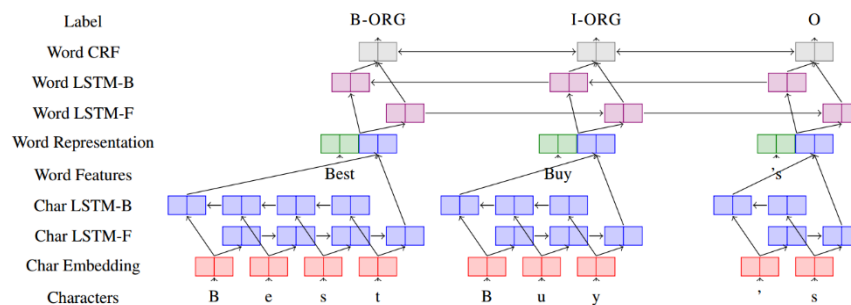 Label B-ORG I-ORG O
Word CRF
Word LSTM-B
Word LSTM-F
Word Representation
Word Features Best Buy 's
Char LSTM-B
Char LSTM-F
Char Embedding
Characters B e s t B u y ' s